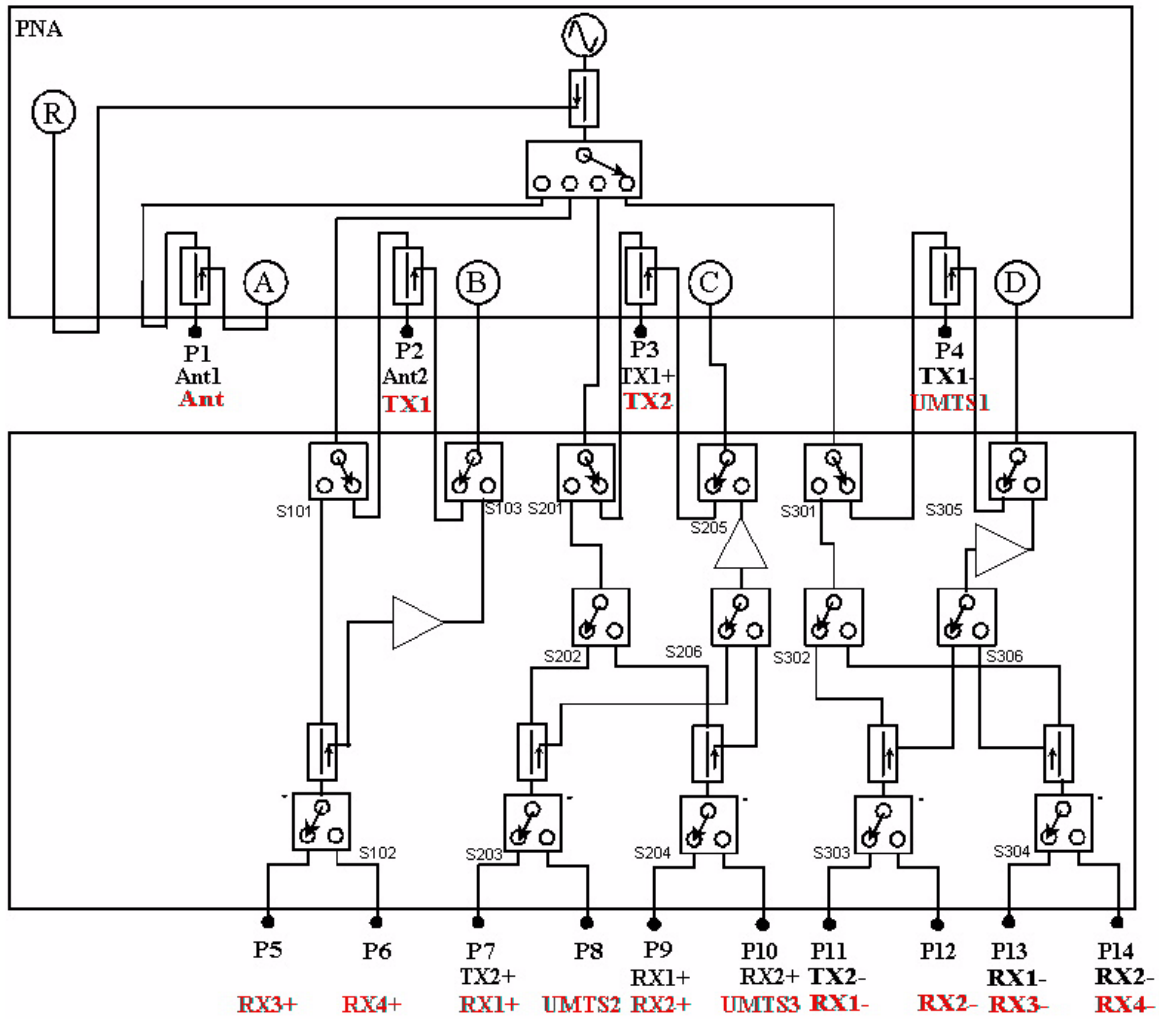 PNA
R
A
B
C
D
P1
Ant1
Ant
P2
Ant2
TX1
P3
TX1+
TX2
P4
TX1-
UMTS1
S101
S103
S201
S205
S301
S305
S202
S206
S302
S306
S102
S203
S204
S303
S304
P5
RX3+
P6
RX4+
P7
TX2+
RX1+
P8
UMTS2
P9
RX1+
RX2+
P10
RX2+
UMTS3
P11
TX2-
RX1-
P12
RX2-
P13
RX1-
RX3-
P14
RX2-
RX4-